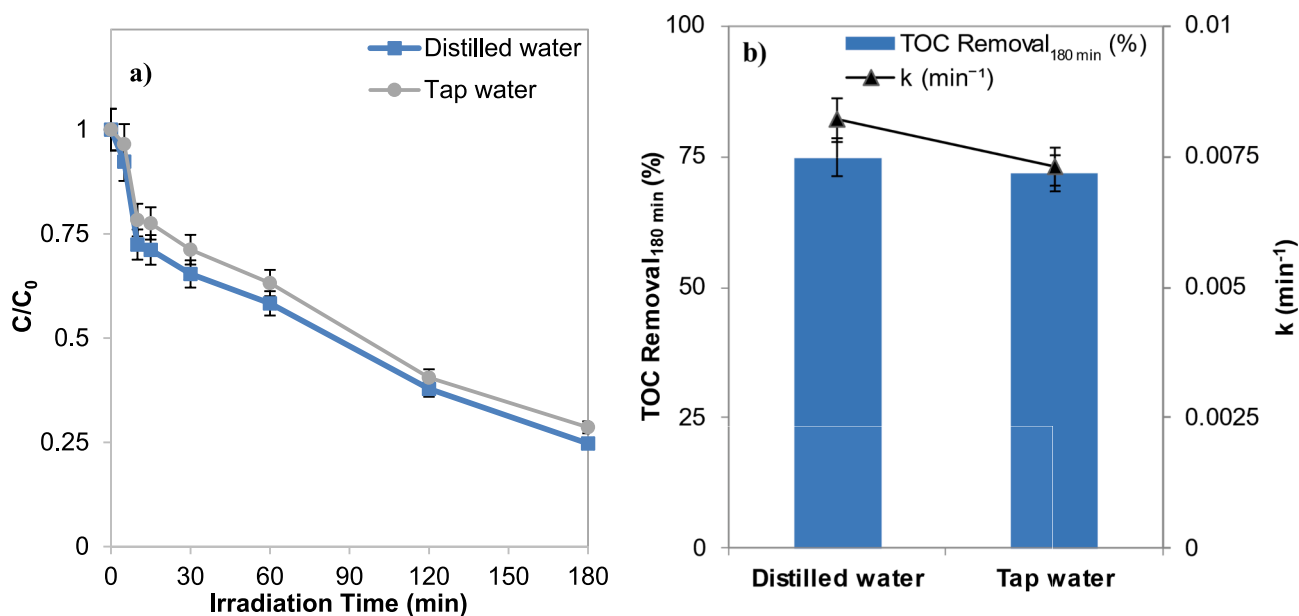 a)
Distilled water
Tap water
C/C₀
1
0.75
0.5
0.25
0
0 30 60 90 120 150 180
Irradiation Time (min)
b)
TOC Removal₁₈₀ ₘᵢₙ (%)
k (min⁻¹)
TOC Removal₁₈₀ ₘᵢₙ (%)
100
75
50
25
0
0.01
0.0075
0.005
0.0025
0
k (min⁻¹)
Distilled water Tap water